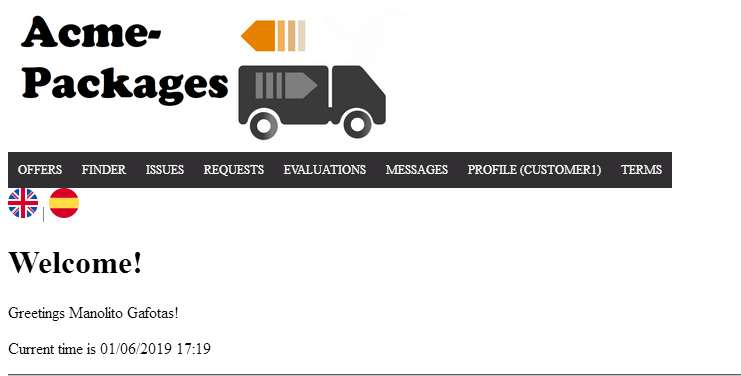 Acme-
Packages
OFFERS FINDER ISSUES REQUESTS EVALUATIONS MESSAGES PROFILE (CUSTOMER1) TERMS
|
Welcome!
Greetings Manolito Gafotas!
Current time is 01/06/2019 17:19